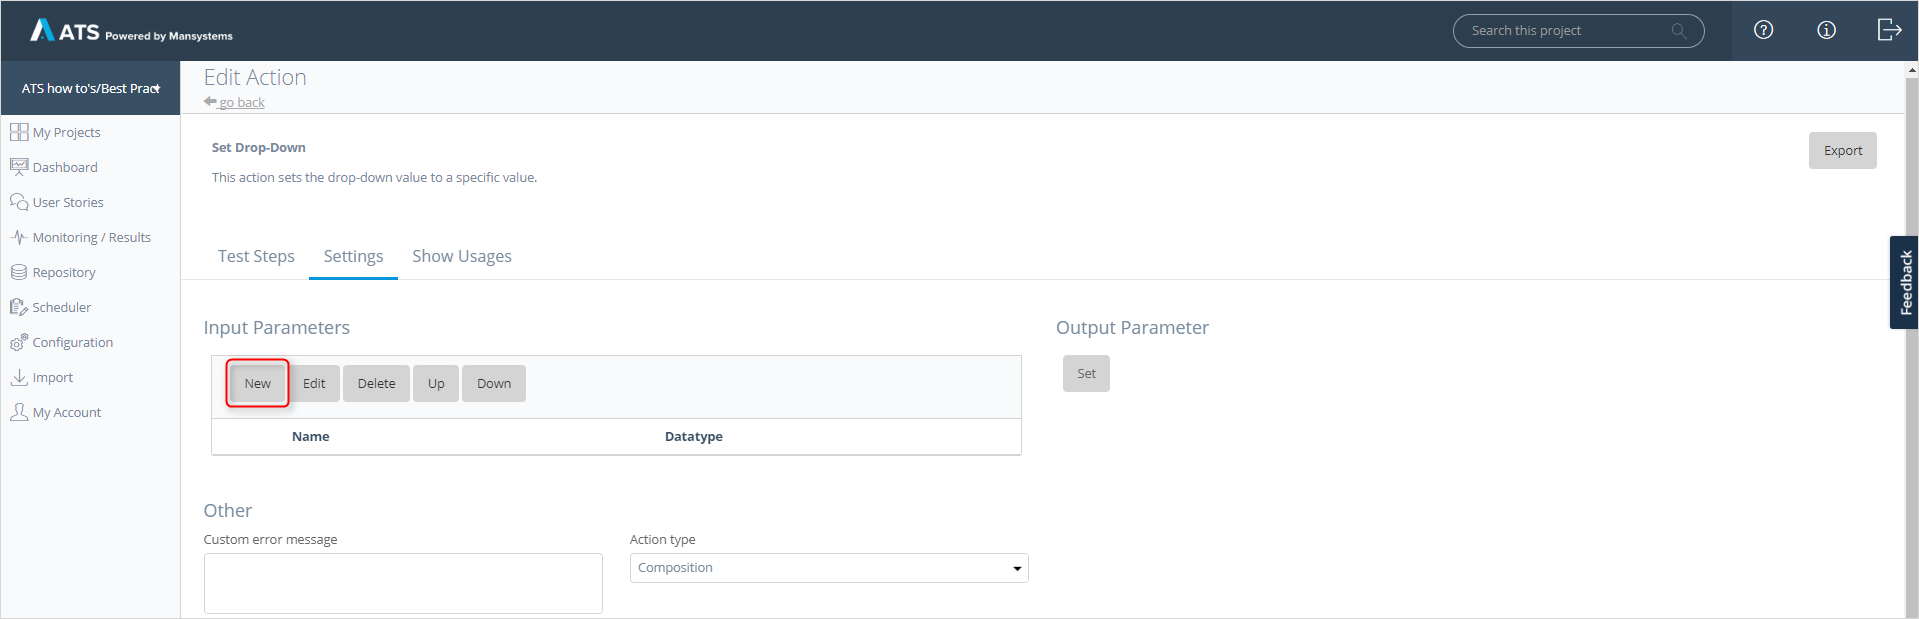 ATS Powered by Mansystems
Search this project
ATS how to's/Best Pract
My Projects
Dashboard
User Stories
Monitoring / Results
Repository
Scheduler
Configuration
Import
My Account
Edit Action
go back
Set Drop-Down
This action sets the drop-down value to a specific value.
Export
Test Steps Settings Show Usages
Input Parameters
New Edit Delete Up Down
Name Datatype
Output Parameter
Set
Other
Custom error message
Action type
Composition
Feedback